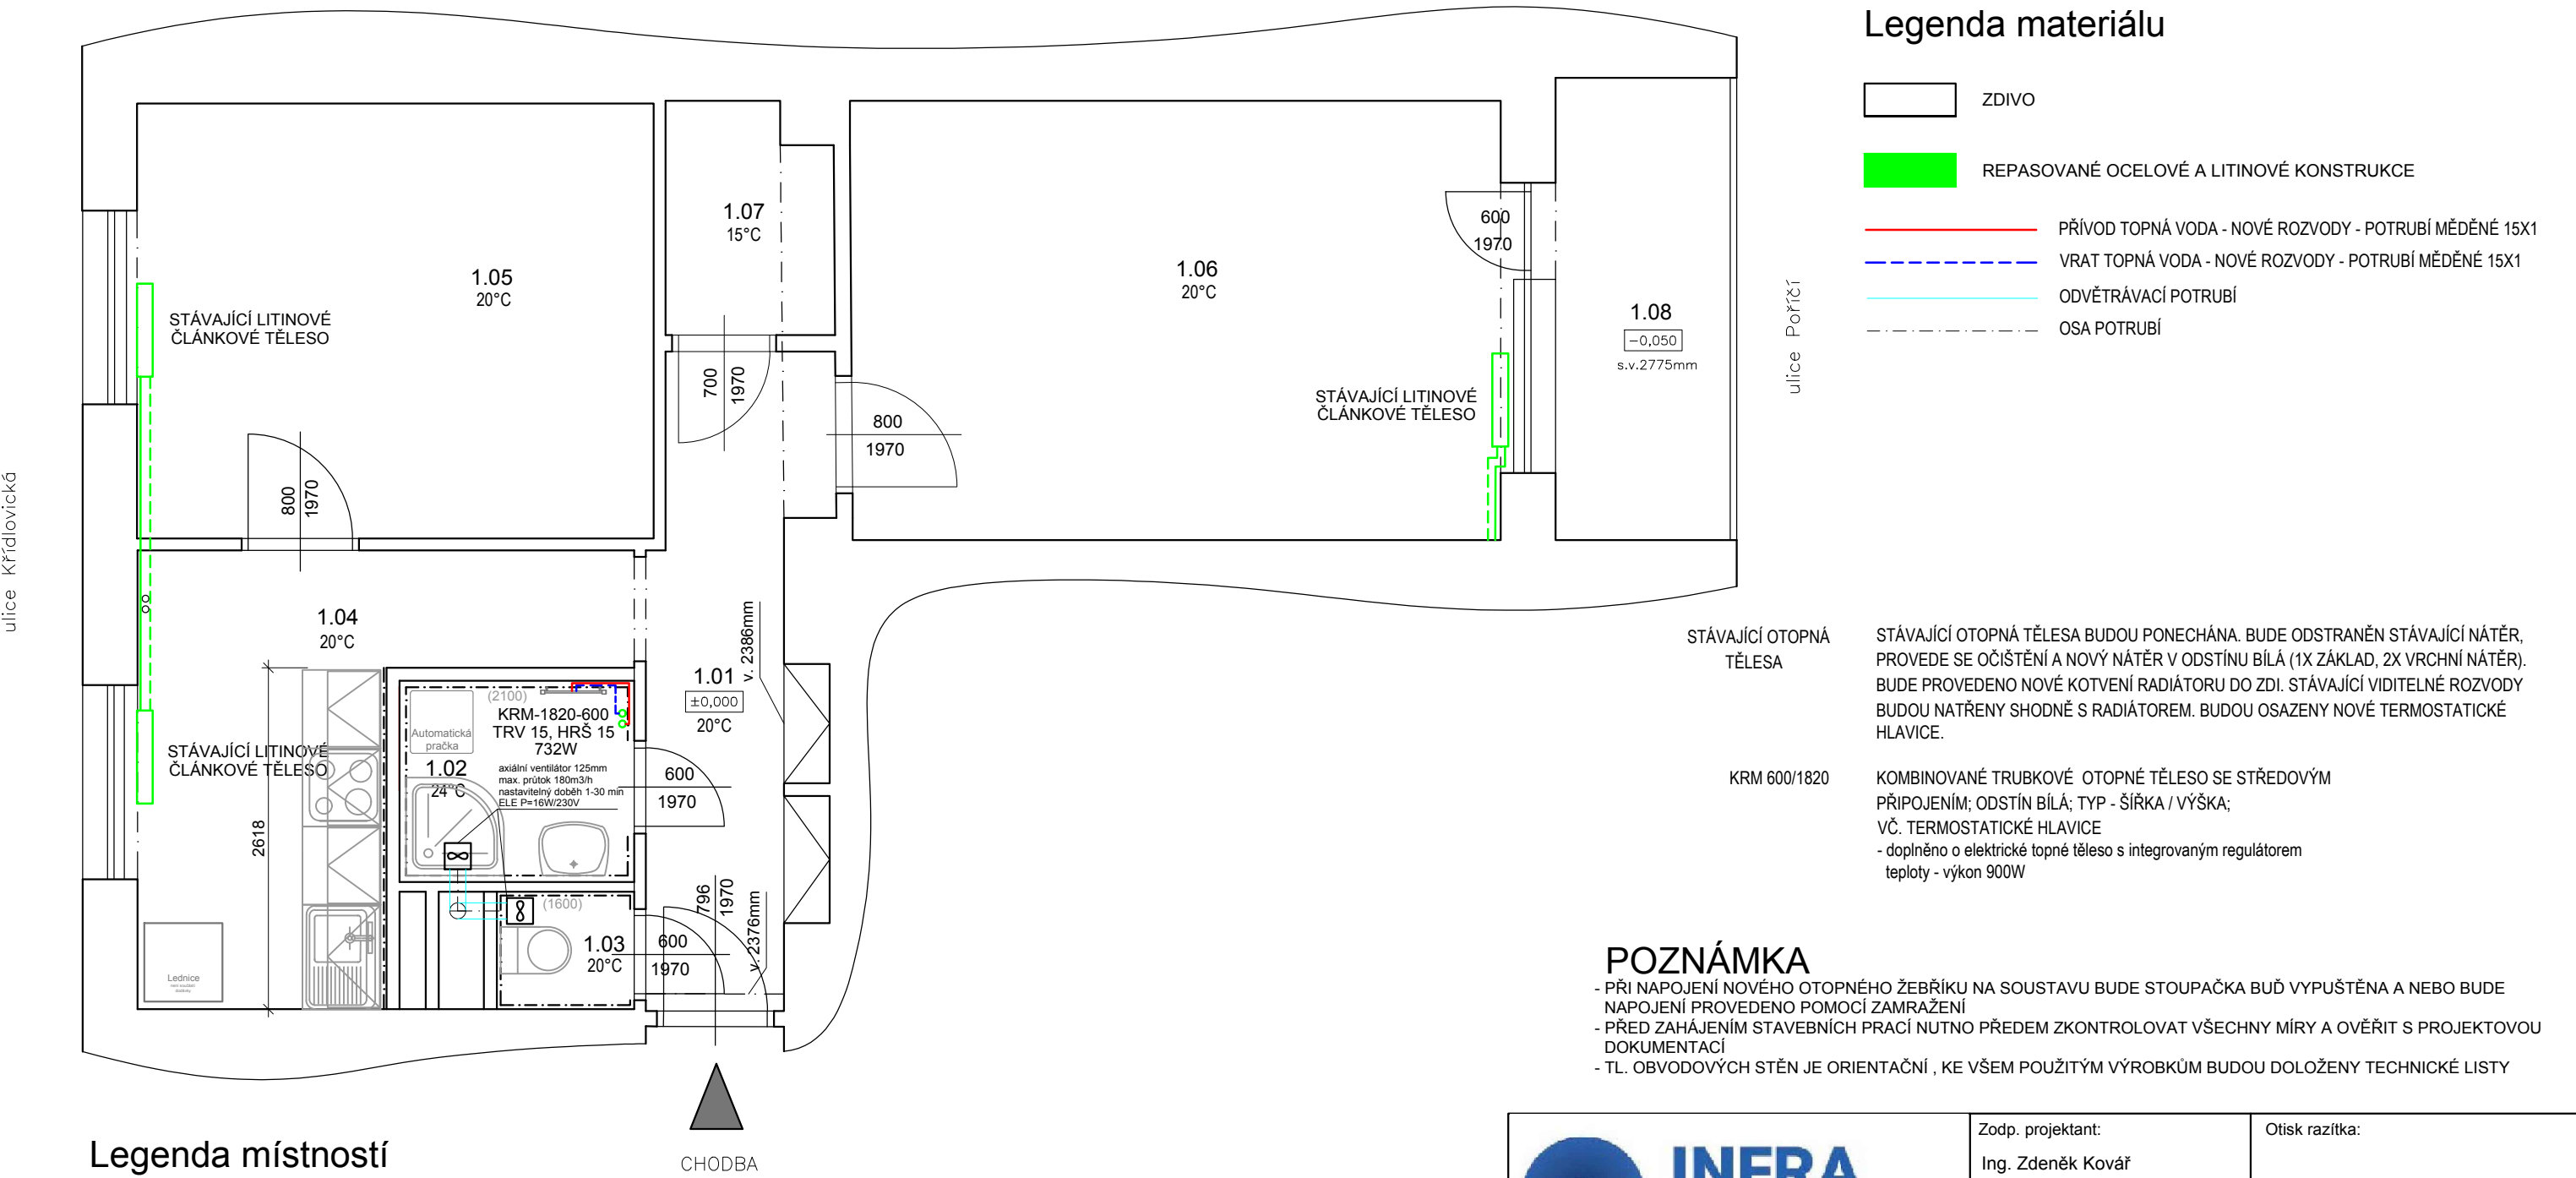 Legenda materiálu
ZDIVO
REPASOVANÉ OCELOVÉ A LITINOVÉ KONSTRUKCE
PŘÍVOD TOPNÁ VODA - NOVÉ ROZVODY - POTRUBÍ MĚDĚNÉ 15X1
VRAT TOPNÁ VODA - NOVÉ ROZVODY - POTRUBÍ MĚDĚNÉ 15X1
ODVĚTRÁVACÍ POTRUBÍ
OSA POTRUBÍ
ulice Křídlovická
ulice Poříčí
1.05
20°C
STÁVAJÍCÍ LITINOVÉ
ČLÁNKOVÉ TĚLESO
800
1970
1.07
15°C
700
1970
1.06
20°C
800
1970
600
1970
STÁVAJÍCÍ LITINOVÉ
ČLÁNKOVÉ TĚLESO
1.08
-0,050
s.v.2775mm
1.04
20°C
STÁVAJÍCÍ LITINOVÉ
ČLÁNKOVÉ TĚLESO
2618
Lednice
(2100)
KRM-1820-600
TRV 15, HRŠ 15
732W
Automatická
pračka
1.02
24°C
axiální ventilátor 125mm
max. průtok 180m3/h
nastavitelný doběh 1-30 min
ELE P=16W/230V
(1600)
1.03
20°C
1.01
±0,000
20°C
v. 2386mm
600
1970
600
1970
796
1970
v. 2376mm
CHODBA
STÁVAJÍCÍ OTOPNÁ
TĚLESA
STÁVAJÍCÍ OTOPNÁ TĚLESA BUDOU PONECHÁNA. BUDE ODSTRANĚN STÁVAJÍCÍ NÁTĚR,
PROVEDE SE OČIŠTĚNÍ A NOVÝ NÁTĚR V ODSTÍNU BÍLÁ (1X ZÁKLAD, 2X VRCHNÍ NÁTĚR).
BUDE PROVEDENO NOVÉ KOTVENÍ RADIÁTORU DO ZDI. STÁVAJÍCÍ VIDITELNÉ ROZVODY
BUDOU NATŘENY SHODNĚ S RADIÁTOREM. BUDOU OSAZENY NOVÉ TERMOSTATICKÉ
HLAVICE.
KRM 600/1820
KOMBINOVANÉ TRUBKOVÉ OTOPNÉ TĚLESO SE STŘEDOVÝM
PŘIPOJENÍM; ODSTÍN BÍLÁ; TYP - ŠÍŘKA / VÝŠKA;
VČ. TERMOSTATICKÉ HLAVICE
- doplněno o elektrické topné těleso s integrovaným regulátorem
teploty - výkon 900W
POZNÁMKA
- PŘI NAPOJENÍ NOVÉHO OTOPNÉHO ŽEBŘÍKU NA SOUSTAVU BUDE STOUPAČKA BUĎ VYPUŠTĚNA A NEBO BUDE
NAPOJENÍ PROVEDENO POMOCÍ ZAMRAŽENÍ
- PŘED ZAHÁJENÍM STAVEBNÍCH PRACÍ NUTNO PŘEDEM ZKONTROLOVAT VŠECHNY MÍRY A OVĚŘIT S PROJEKTOVOU
DOKUMENTACÍ
- TL. OBVODOVÝCH STĚN JE ORIENTAČNÍ , KE VŠEM POUŽITÝM VÝROBKŮM BUDOU DOLOŽENY TECHNICKÉ LISTY
Legenda místností
INFRA
Zodp. projektant:
Ing. Zdeněk Kovář
Otisk razítka: